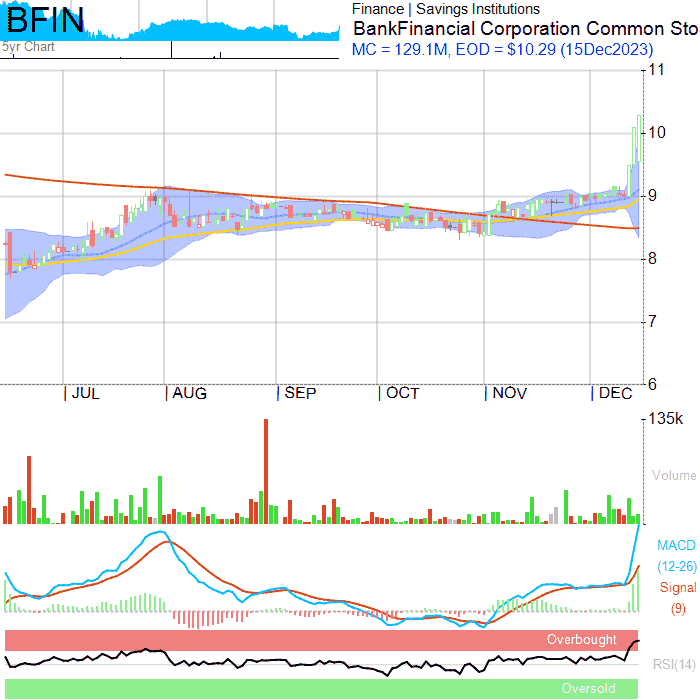 BFIN
5yr Chart
Finance | Savings Institutions
BankFinancial Corporation Common Sto
MC = 129.1M, EOD = $10.29 (15Dec2023)
11
10
9
8
7
6
JUL AUG SEP OCT NOV DEC
135k
Volume
MACD
(12-26)
Signal
(9)
Overbought
RSI(14)
Oversold